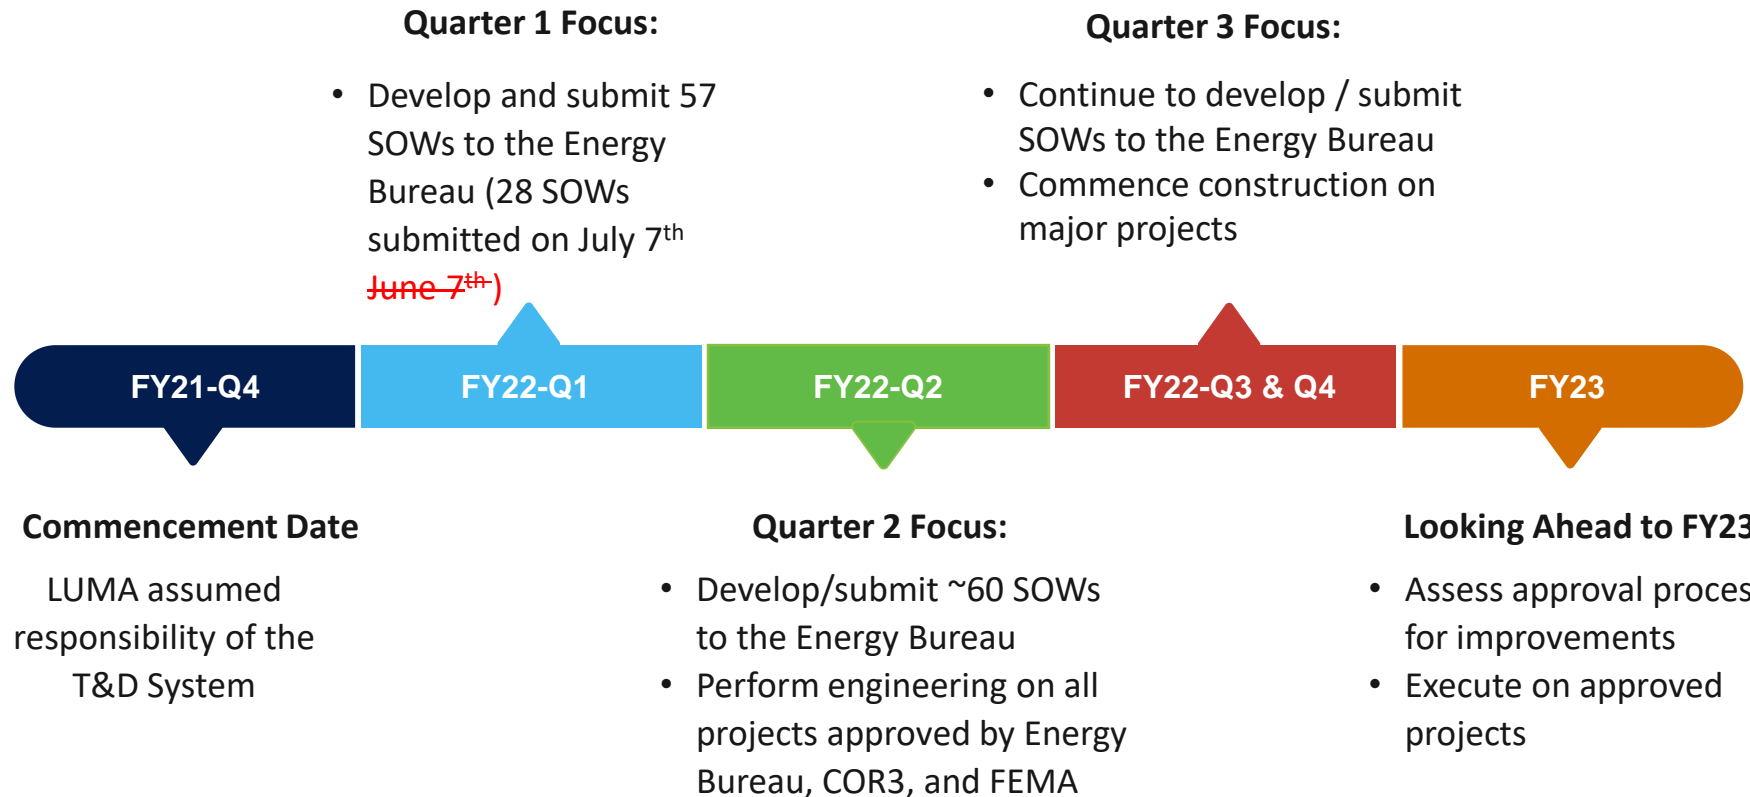 Quarter 1 Focus:
• Develop and submit 57
SOWs to the Energy
Bureau (28 SOWs
submitted on July 7th
June 7th )
Quarter 3 Focus:
• Continue to develop / submit
SOWs to the Energy Bureau
• Commence construction on
major projects
FY21-Q4
FY22-Q1
FY22-Q2
FY22-Q3 & Q4
FY23
Commencement Date
LUMA assumed
responsibility of the
T&D System
Quarter 2 Focus:
• Develop/submit ~60 SOWs
to the Energy Bureau
• Perform engineering on all
projects approved by Energy
Bureau, COR3, and FEMA
Looking Ahead to FY23
• Assess approval proces
for improvements
• Execute on approved
projects